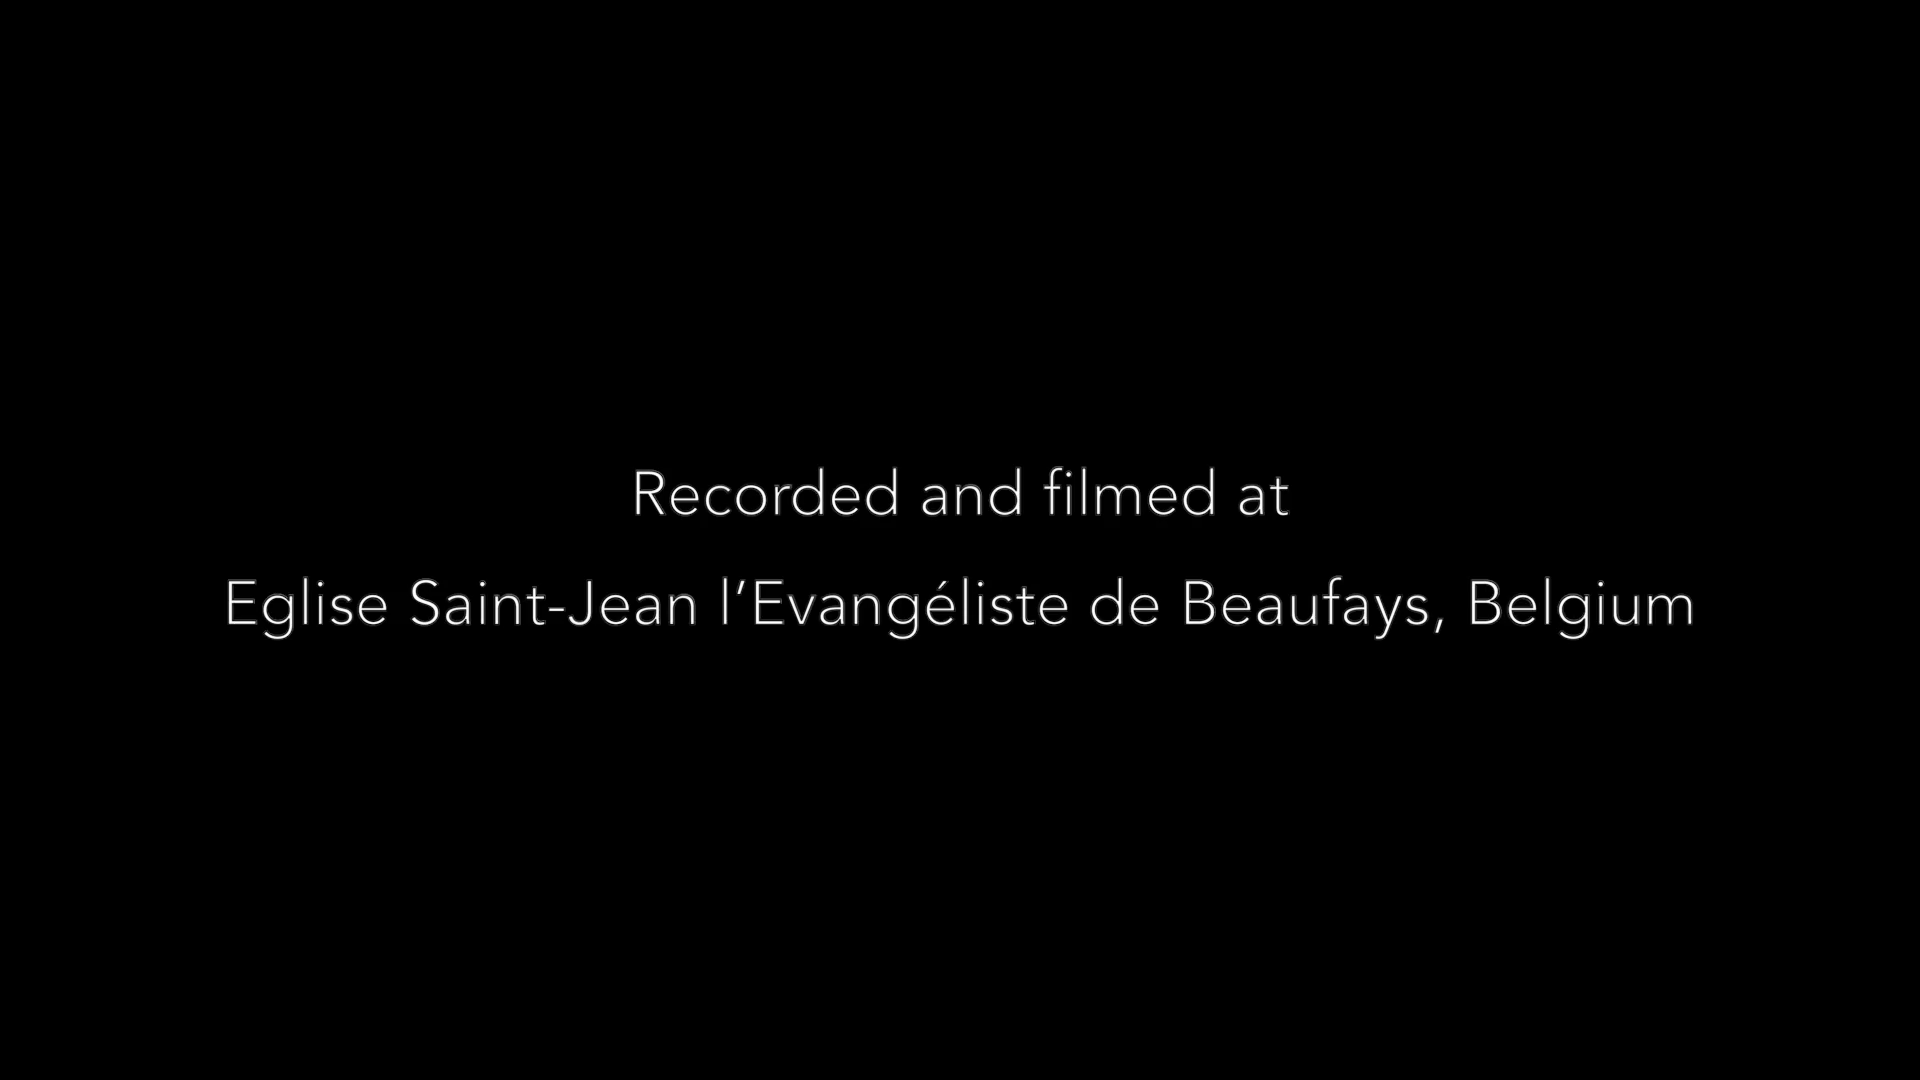 Recorded and filmed at
Eglise Saint-Jean l’Evangéliste de Beaufays, Belgium